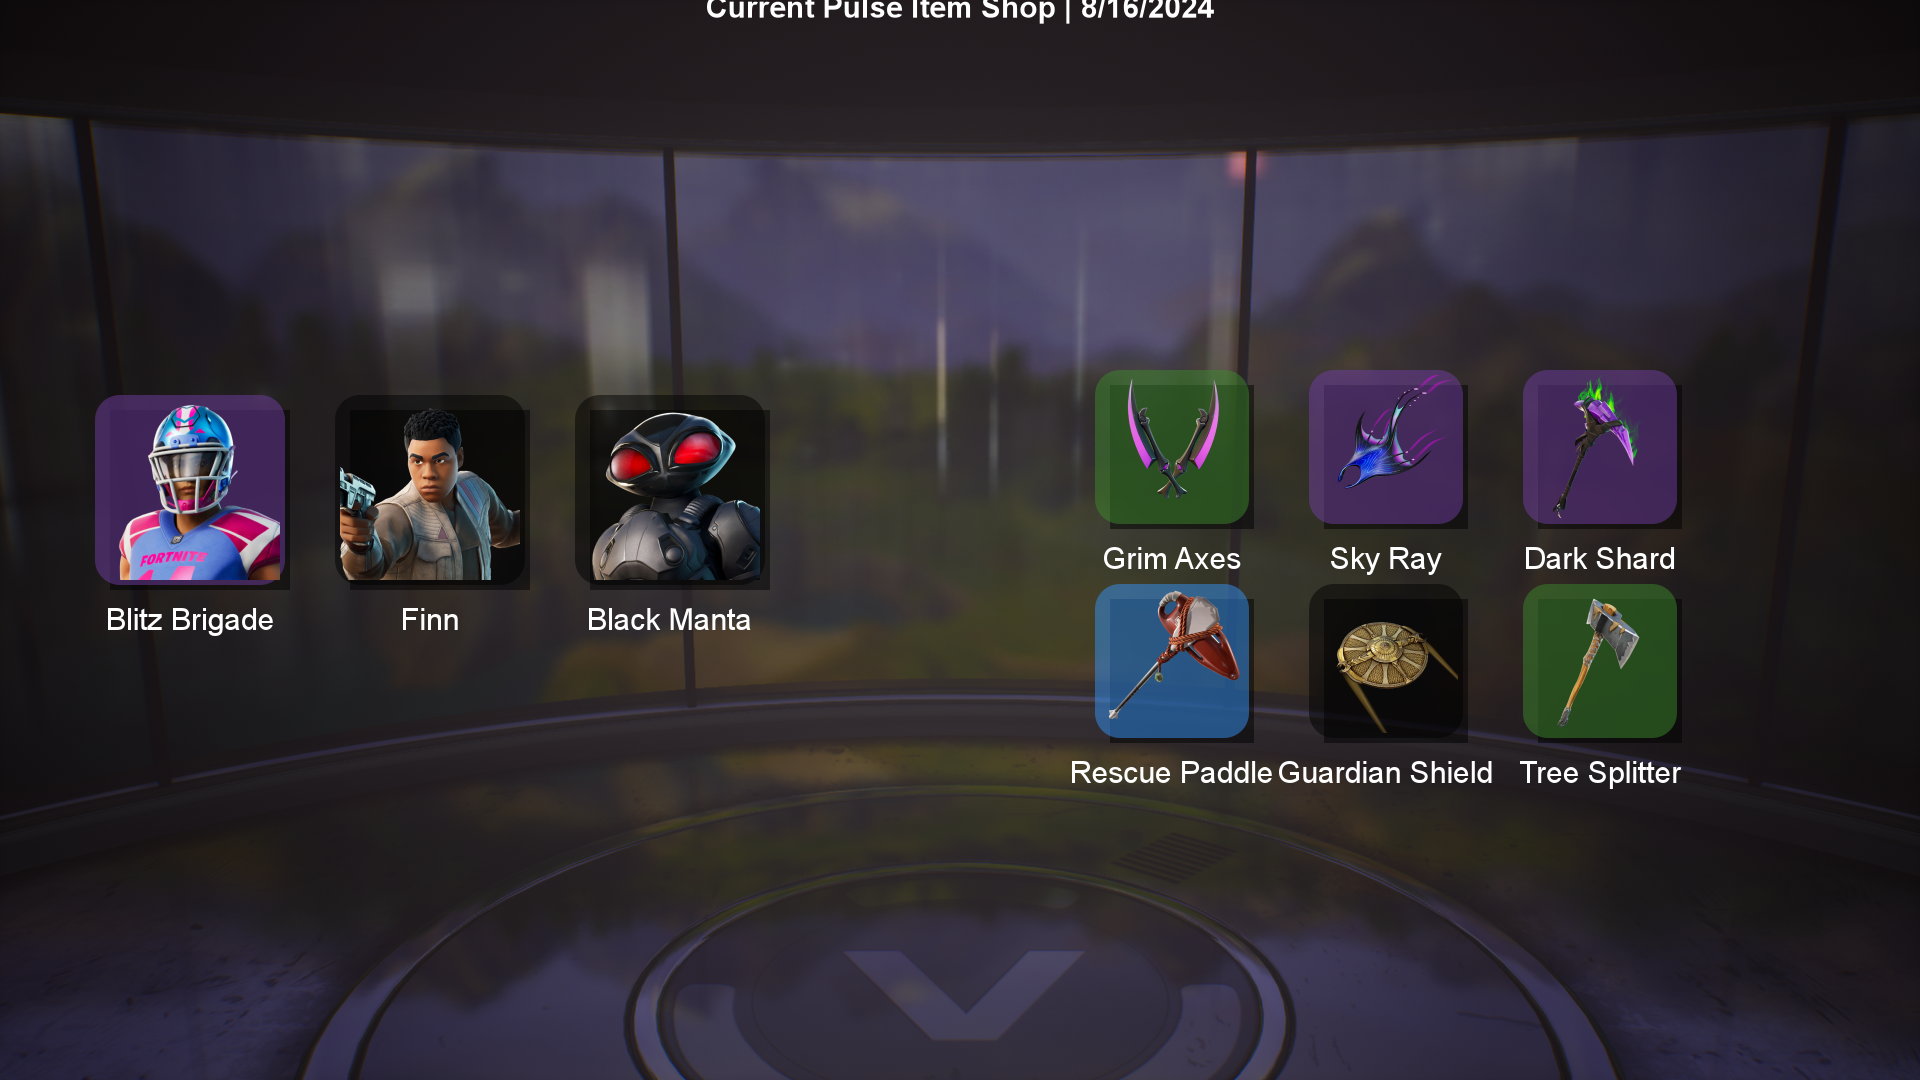 Current Pulse Item Shop | 8/16/2024
FORTNITE
Blitz Brigade
Finn
Black Manta
Grim Axes
Sky Ray
Dark Shard
Rescue Paddle
Guardian Shield
Tree Splitter